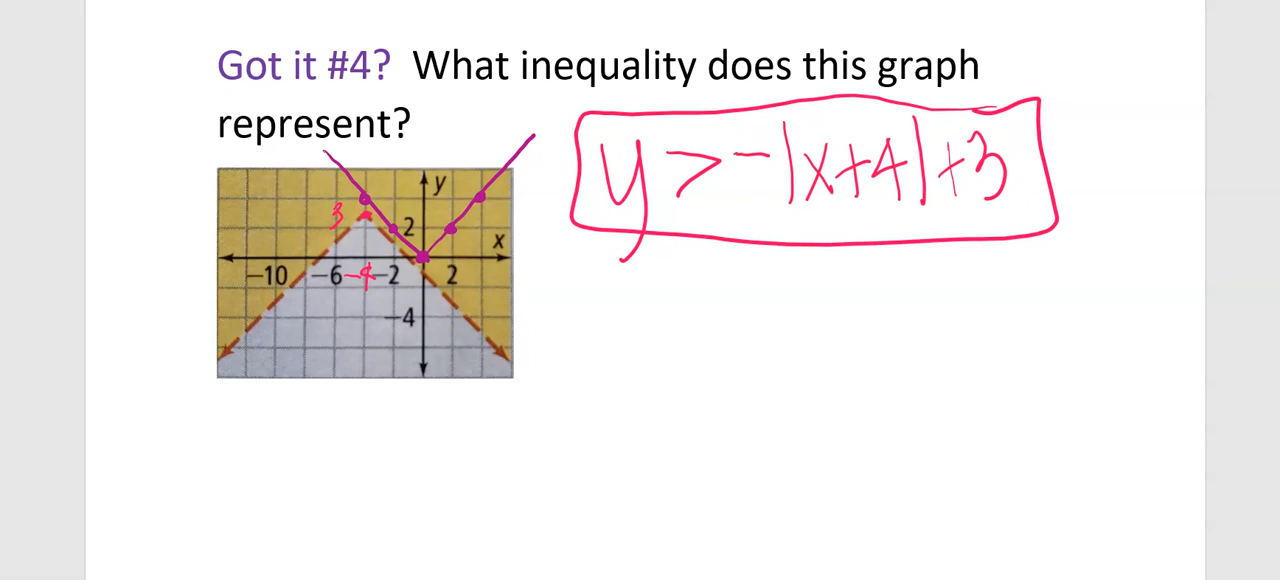 Got it #4? What inequality does this graph
represent?
y > -|x+4|+3
y
3
2
x
-10 -6 -4 -2 2
-4